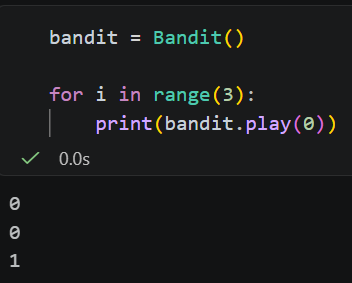 bandit = Bandit()
for i in range(3):
    print(bandit.play(0))
0.0s
0
0
1